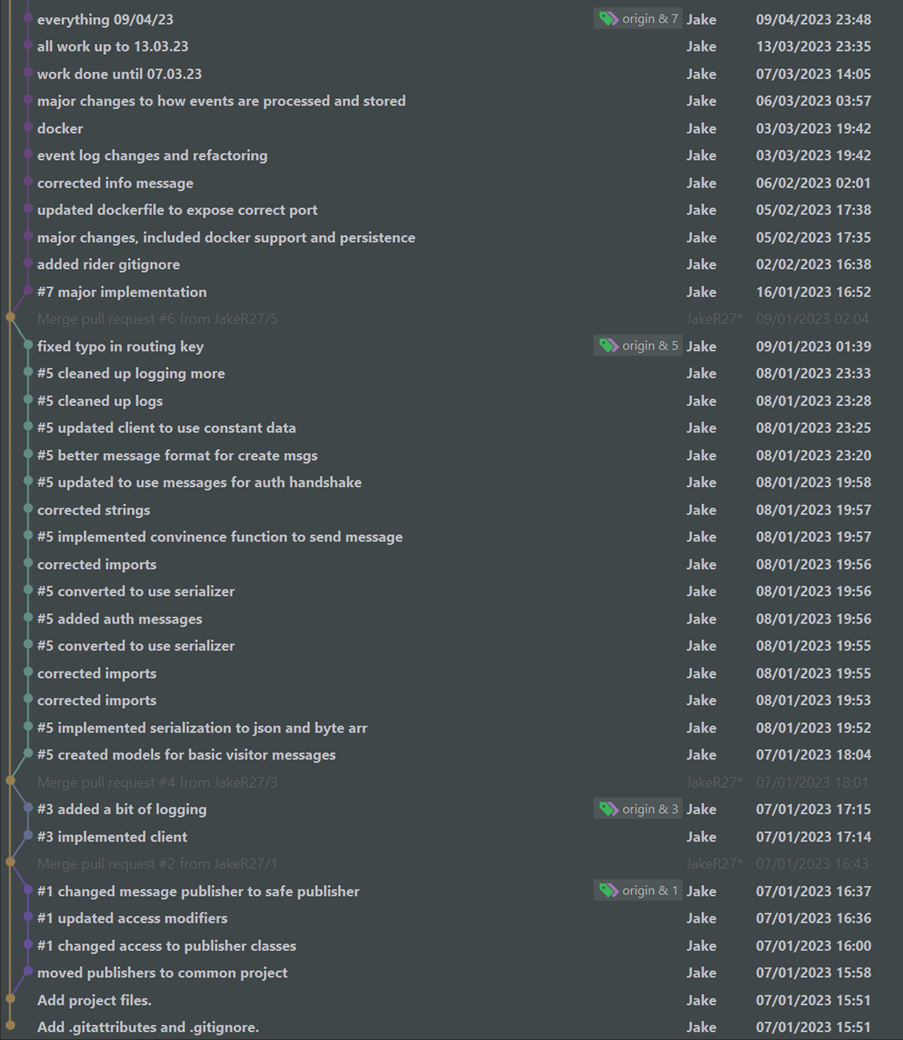 everything 09/04/23 origin & 7 Jake 09/04/2023 23:48
all work up to 13.03.23 Jake 13/03/2023 23:35
work done until 07.03.23 Jake 07/03/2023 14:05
major changes to how events are processed and stored Jake 06/03/2023 03:57
docker Jake 03/03/2023 19:42
event log changes and refactoring Jake 03/03/2023 19:42
corrected info message Jake 06/02/2023 02:01
updated dockerfile to expose correct port Jake 05/02/2023 17:38
major changes, included docker support and persistence Jake 05/02/2023 17:35
added rider gitignore Jake 02/02/2023 16:38
#7 major implementation Jake 16/01/2023 16:52
Merge pull request #6 from JakeR27/5 JakeR27* 09/01/2023 02:04
fixed typo in routing key origin & 5 Jake 09/01/2023 01:39
#5 cleaned up logging more Jake 08/01/2023 23:33
#5 cleaned up logs Jake 08/01/2023 23:28
#5 updated client to use constant data Jake 08/01/2023 23:25
#5 better message format for create msgs Jake 08/01/2023 23:20
#5 updated to use messages for auth handshake Jake 08/01/2023 19:58
corrected strings Jake 08/01/2023 19:57
#5 implemented convinence function to send message Jake 08/01/2023 19:57
corrected imports Jake 08/01/2023 19:56
#5 converted to use serializer Jake 08/01/2023 19:56
#5 added auth messages Jake 08/01/2023 19:56
#5 converted to use serializer Jake 08/01/2023 19:55
corrected imports Jake 08/01/2023 19:55
corrected imports Jake 08/01/2023 19:53
#5 implemented serialization to json and byte arr Jake 08/01/2023 19:52
#5 created models for basic visitor messages Jake 07/01/2023 18:04
Merge pull request #4 from JakeR27/3 JakeR27* 07/01/2023 18:01
#3 added a bit of logging origin & 3 Jake 07/01/2023 17:15
#3 implemented client Jake 07/01/2023 17:14
Merge pull request #2 from JakeR27/1 JakeR27* 07/01/2023 16:43
#1 changed message publisher to safe publisher origin & 1 Jake 07/01/2023 16:37
#1 updated access modifiers Jake 07/01/2023 16:36
#1 changed access to publisher classes Jake 07/01/2023 16:00
moved publishers to common project Jake 07/01/2023 15:58
Add project files. Jake 07/01/2023 15:51
Add .gitattributes and .gitignore. Jake 07/01/2023 15:51